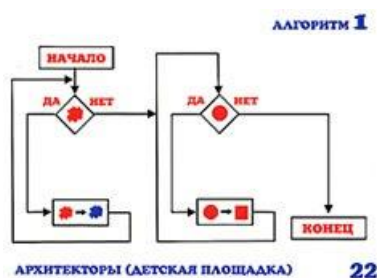 АЛГОРИТМ 1
НАЧАЛО
ДА НЕТ
ДА НЕТ
КОНЕЦ
АРХИТЕКТОРЫ (ДЕТСКАЯ ПЛОЩАДКА) 22